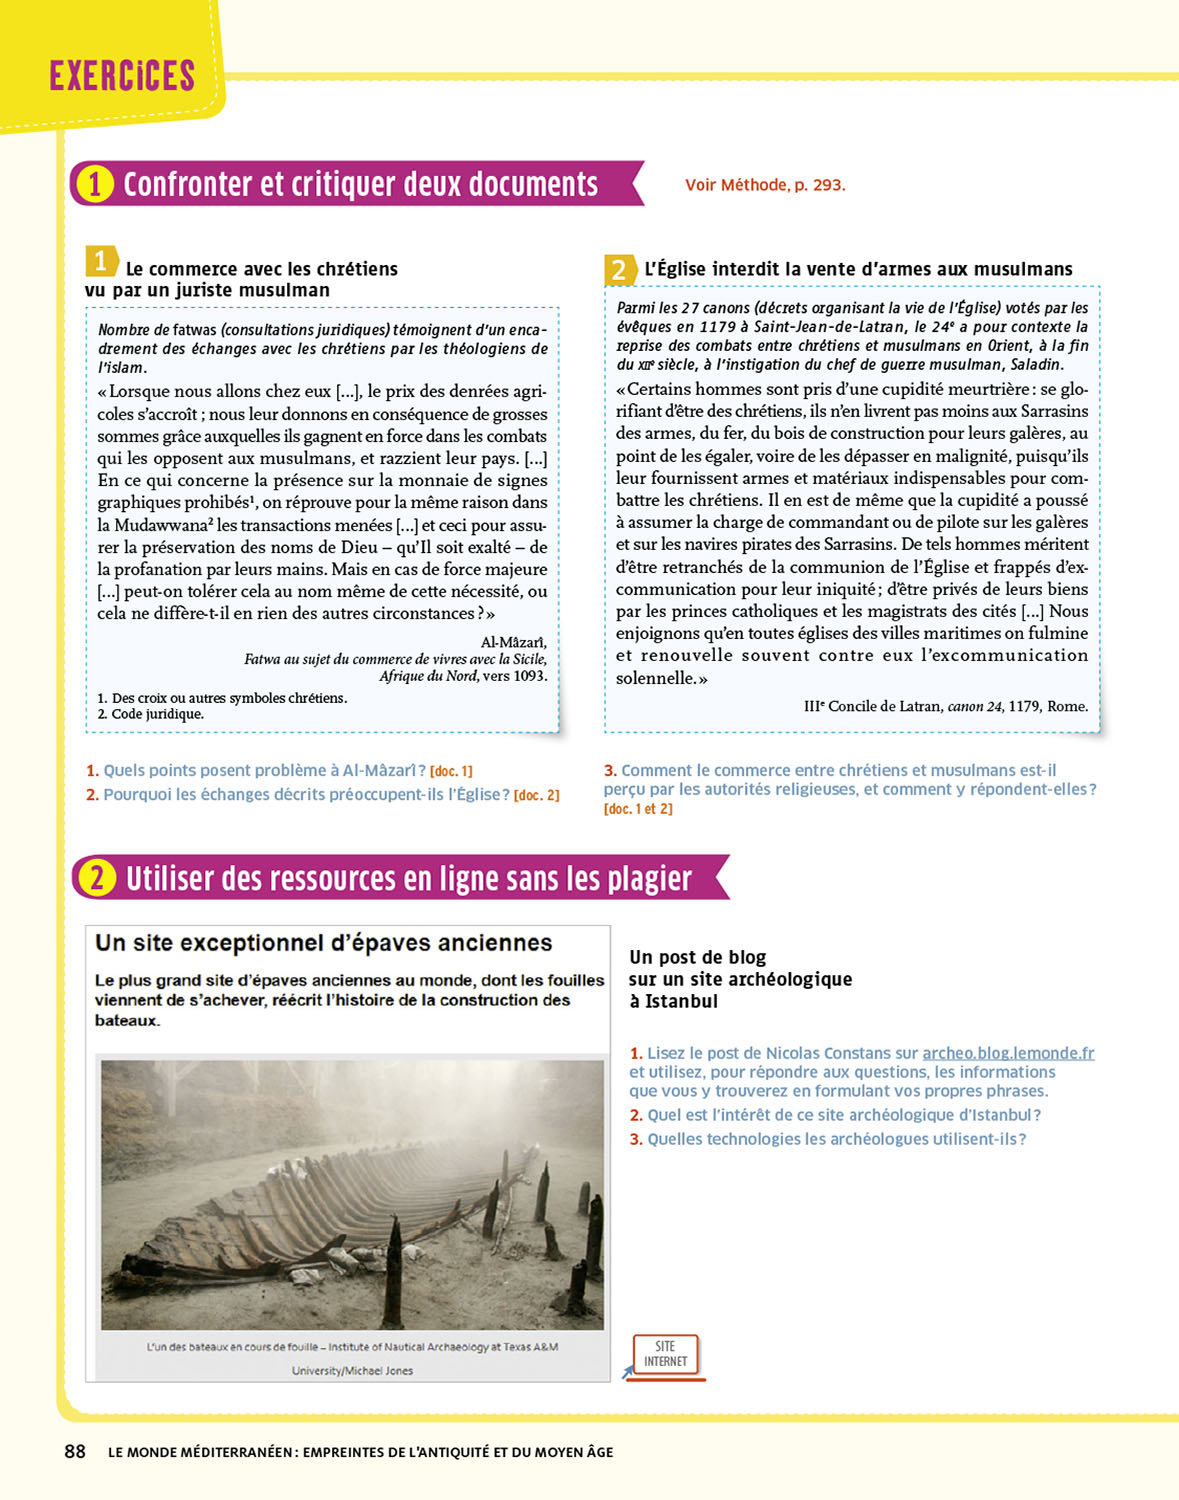 EXERCiCES
1 Confronter et critiquer deux documents
Voir Méthode, p. 293.
1 Le commerce avec les chrétiens
vu par un juriste musulman
Nombre de fatwas (consultations juridiques) témoignent d'un enca-
drement des échanges avec les chrétiens par les théologiens de
l'islam.
« Lorsque nous allons chez eux [...], le prix des denrées agri-
coles s'accroît ; nous leur donnons en conséquence de grosses
sommes grâce auxquelles ils gagnent en force dans les combats
qui les opposent aux musulmans, et razzient leur pays. [...]
En ce qui concerne la présence sur la monnaie de signes
graphiques prohibés¹, on réprouve pour la même raison dans
la Mudawwana² les transactions menées [...] et ceci pour assu-
rer la préservation des noms de Dieu – qu'Il soit exalté – de
la profanation par leurs mains. Mais en cas de force majeure
[...] peut-on tolérer cela au nom même de cette nécessité, ou
cela ne diffère-t-il en rien des autres circonstances ? »
Al-Mâzarî,
Fatwa au sujet du commerce de vivres avec la Sicile,
Afrique du Nord, vers 1093.
1. Des croix ou autres symboles chrétiens.
2. Code juridique.
1. Quels points posent problème à Al-Mâzarî ? [doc. 1]
2. Pourquoi les échanges décrits préoccupent-ils l'Église ? [doc. 2]
2 L'Église interdit la vente d'armes aux musulmans
Parmi les 27 canons (décrets organisant la vie de l'Église) votés par les
évêques en 1179 à Saint-Jean-de-Latran, le 24e a pour contexte la
reprise des combats entre chrétiens et musulmans en Orient, à la fin
du XIIe siècle, à l'instigation du chef de guerre musulman, Saladin.
« Certains hommes sont pris d'une cupidité meurtrière : se glo-
rifiant d'être des chrétiens, ils n'en livrent pas moins aux Sarrasins
des armes, du fer, du bois de construction pour leurs galères, au
point de les égaler, voire de les dépasser en malignité, puisqu'ils
leur fournissent armes et matériaux indispensables pour com-
battre les chrétiens. Il en est de même que la cupidité a poussé
à assumer la charge de commandant ou de pilote sur les galères
et sur les navires pirates des Sarrasins. De tels hommes méritent
d'être retranchés de la communion de l'Église et frappés d'ex-
communication pour leur iniquité ; d'être privés de leurs biens
par les princes catholiques et les magistrats des cités [...] Nous
enjoignons qu'en toutes églises des villes maritimes on fulmine
et renouvelle souvent contre eux l'excommunication
solennelle. »
IIIe Concile de Latran, canon 24, 1179, Rome.
3. Comment le commerce entre chrétiens et musulmans est-il
perçu par les autorités religieuses, et comment y répondent-elles ?
[doc. 1 et 2]
2 Utiliser des ressources en ligne sans les plagier
Un site exceptionnel d'épaves anciennes
Le plus grand site d'épaves anciennes au monde, dont les fouilles
viennent de s'achever, réécrit l'histoire de la construction des
bateaux.
L'un des bateaux en cours de fouille – Institute of Nautical Archaeology at Texas A&M
University/Michael Jones
Un post de blog
sur un site archéologique
à Istanbul
1. Lisez le post de Nicolas Constans sur archeo.blog.lemonde.fr
et utilisez, pour répondre aux questions, les informations
que vous y trouverez en formulant vos propres phrases.
2. Quel est l'intérêt de ce site archéologique d'Istanbul ?
3. Quelles technologies les archéologues utilisent-ils ?
SITE
INTERNET
88 LE MONDE MÉDITERRANÉEN : EMPREINTES DE L'ANTIQUITÉ ET DU MOYEN ÂGE